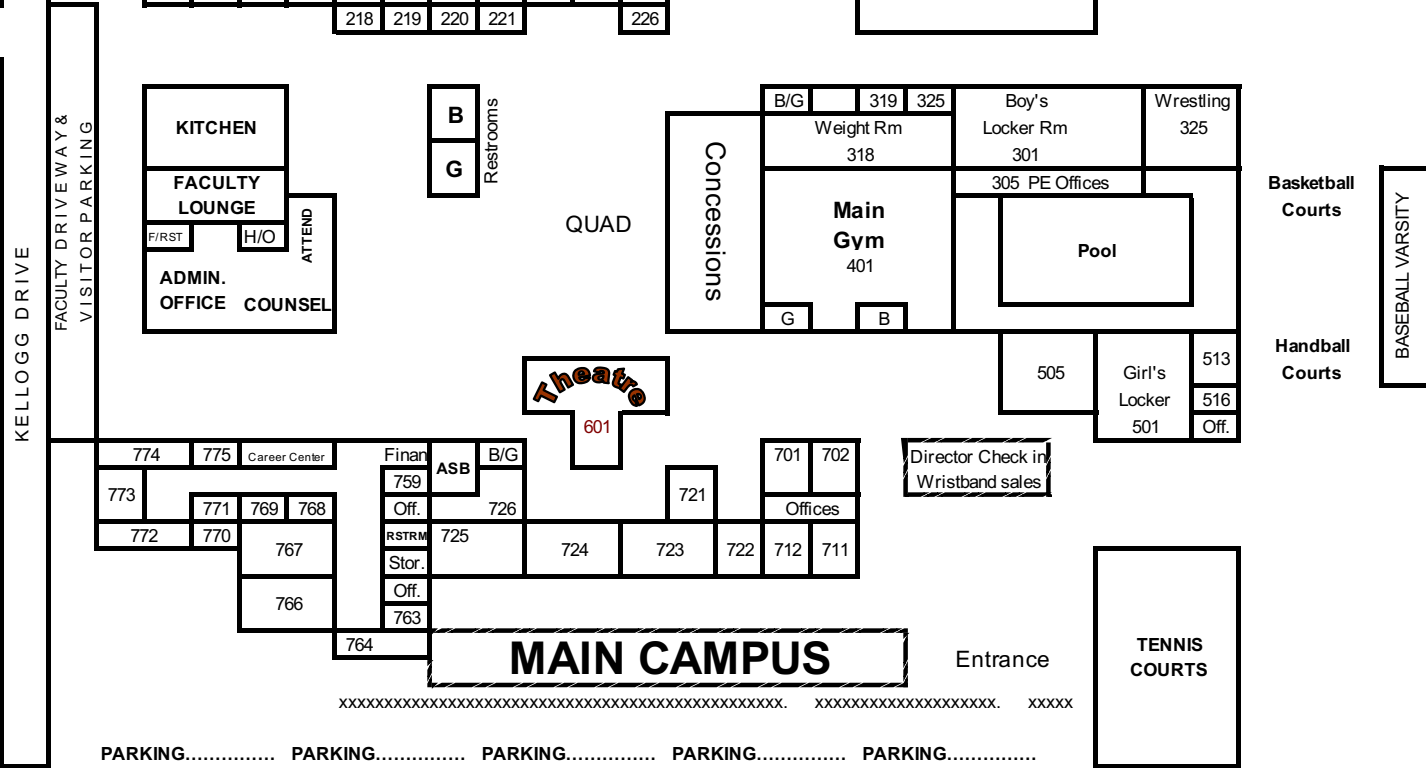 218 219 220 221 226
KELLOGG DRIVE
FACULTY DRIVEWAY &
VISITOR PARKING
KITCHEN
FACULTY
LOUNGE
F/RST
H/O
ATTEND
ADMIN.
OFFICE
COUNSEL
B
G
Restrooms
QUAD
Concessions
B/G 319 325
Weight Rm
318
Boy's
Locker Rm
301
Wrestling
325
305 PE Offices
Main
Gym
401
G
B
Pool
Basketball
Courts
BASEBALL VARSITY
Handball
Courts
505
Girl's
Locker
501
513
516
Off.
Theatre
601
774 775 Career Center
Finan
ASB
B/G
759
773
771 769 768
Off.
726
721
701 702
Offices
Director Check in
Wristband sales
772 770
767
RSTRM
725
724
723
722
712
711
Stor.
766
Off.
763
764
MAIN CAMPUS
Entrance
TENNIS
COURTS
xxxxxxxxxxxxxxxxxxxxxxxxxxxxxxxxxxxxxxxxxxxxxxxxx. xxxxxxxxxxxxxxxxxxxx. xxxxx
PARKING............... PARKING............... PARKING............... PARKING............... PARKING...............